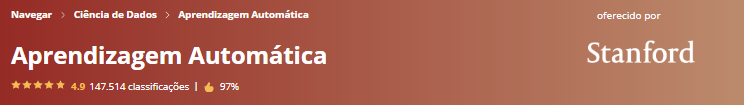 Navegar > Ciência de Dados > Aprendizagem Automática
oferecido por
Aprendizagem Automática
Stanford
4.9 147.514 classificações | 97%